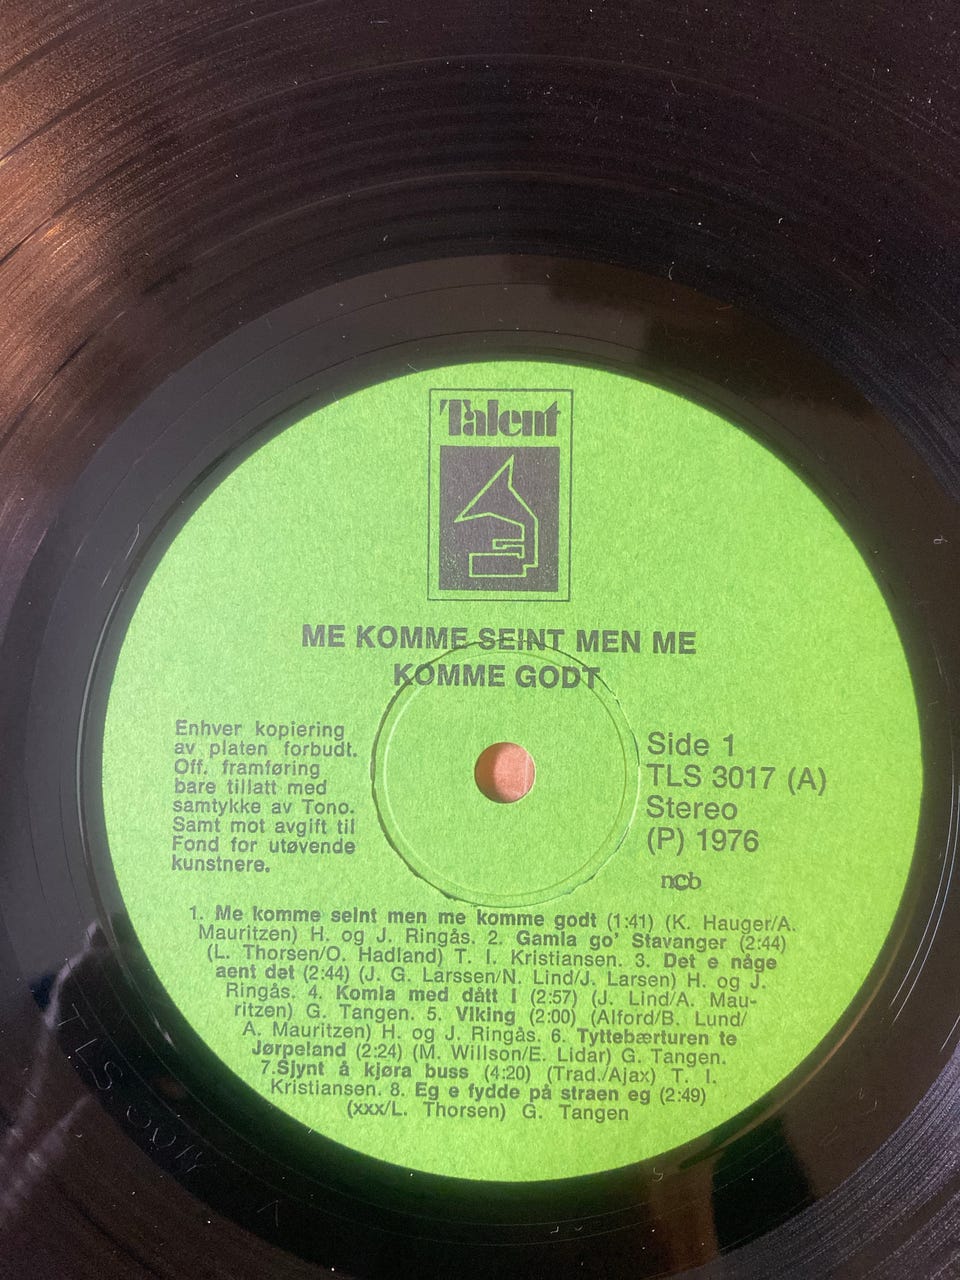 Talent
ME KOMME SEINT MEN ME
KOMME GODT
Enhver kopiering
av platen forbudt.
Off. framføring
bare tillatt med
samtykke av Tono.
Samt mot avgift til
Fond for utøvende
kunstnere.
Side 1
TLS 3017 (A)
Stereo
(P) 1976
ncb
1. Me komme seint men me komme godt (1:41) (K. Hauger/A.
Mauritzen) H. og J. Ringås. 2. Gamla go' Stavanger (2:44)
(L. Thorsen/O. Hadland) T. I. Kristiansen. 3. Det e någe
aent det (2:44) (J. G. Larssen/N. Lind/J. Larsen) H. og J.
Ringås. 4. Komla med dått I (2:57) (J. Lind/A. Mau-
ritzen) G. Tangen. 5. Viking (2:00) (Alford/B. Lund/
A. Mauritzen) H. og J. Ringås. 6. Tyttebærturen te
Jørpeland (2:24) (M. Willson/E. Lidar) G. Tangen.
7.Sjynt å kjøra buss (4:20) (Trad./Ajax) T. I.
Kristiansen. 8. Eg e fydde på straen eg (2:49)
(xxx/L. Thorsen) G. Tangen
TLS